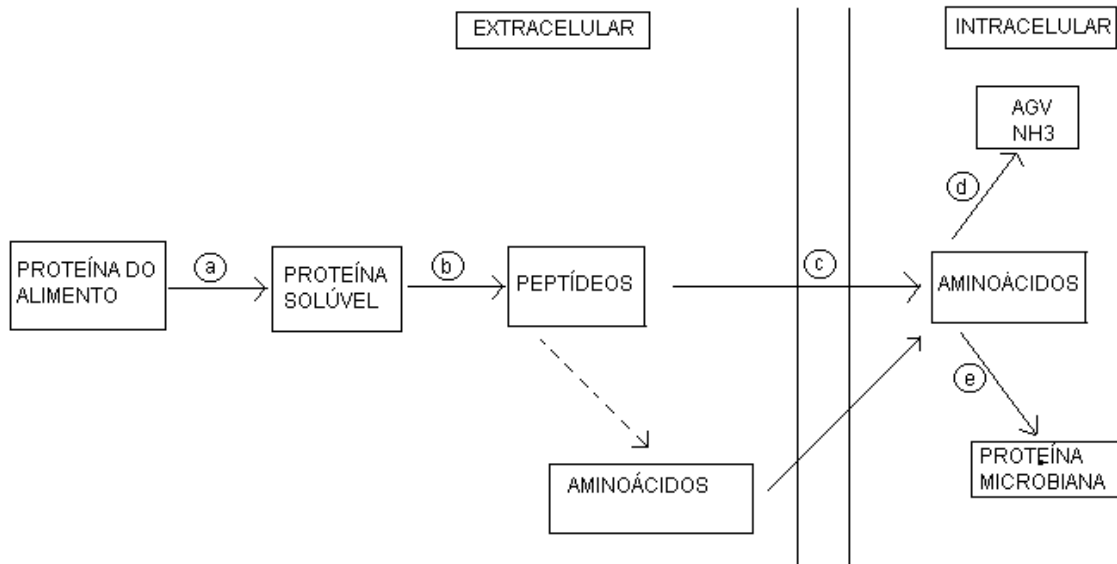 EXTRACELULAR
INTRACELULAR
AGV
NH3
d
a
b
c
PROTEÍNA DO
ALIMENTO
PROTEÍNA
SOLÚVEL
PEPTÍDEOS
AMINOÁCIDOS
e
AMINOÁCIDOS
PROTEÍNA
MICROBIANA